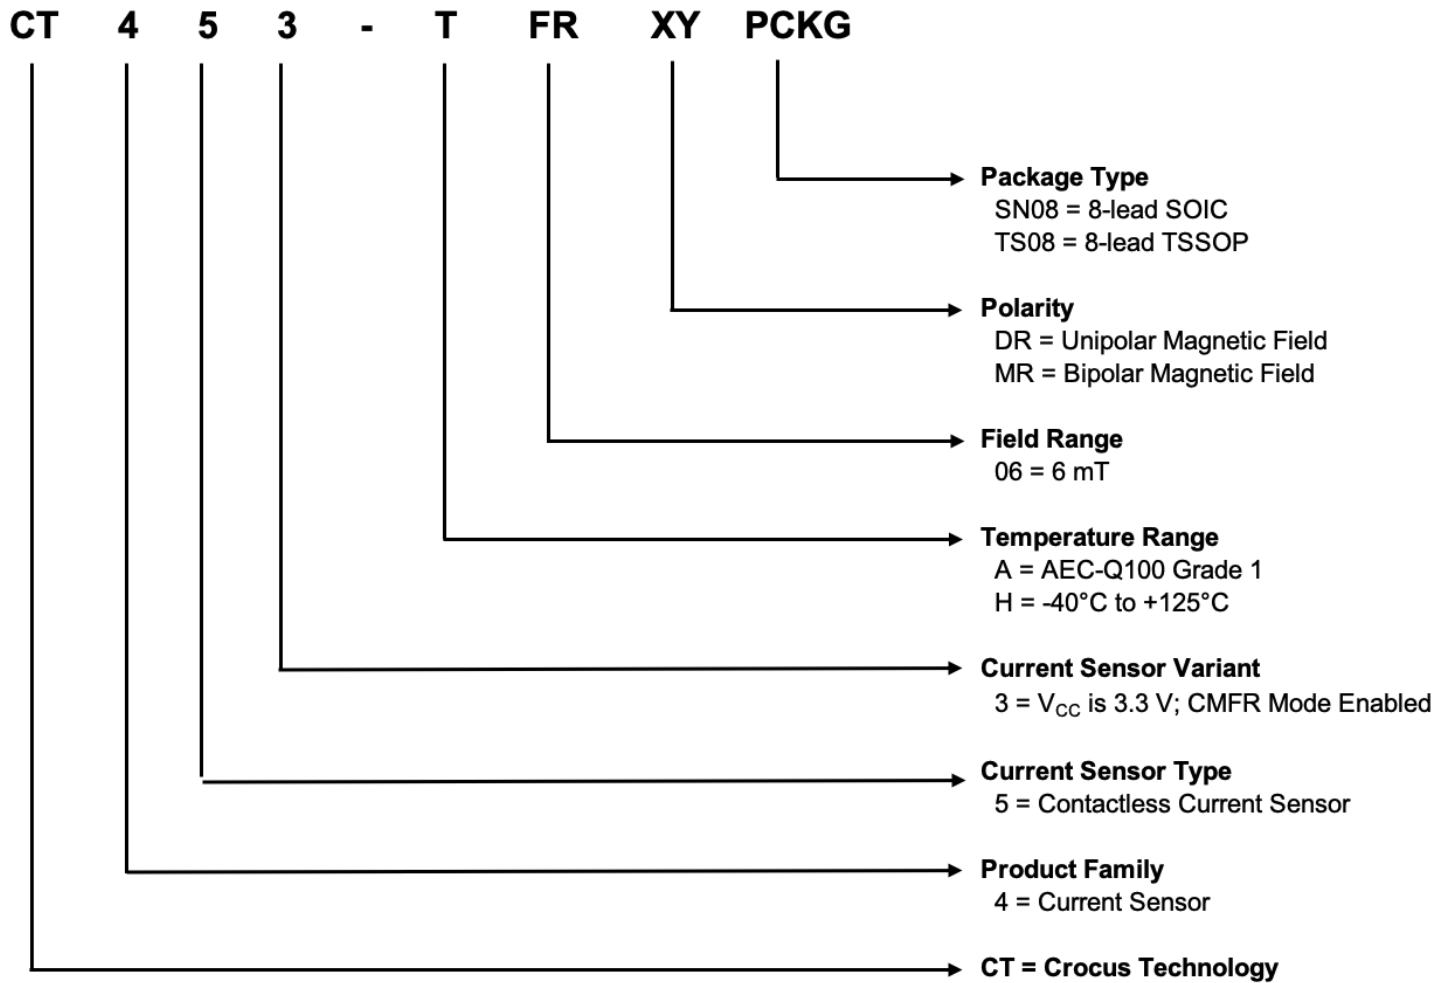 CT 4 5 3 - T FR XY PCKG
Package Type
SN08 = 8-lead SOIC
TS08 = 8-lead TSSOP
Polarity
DR = Unipolar Magnetic Field
MR = Bipolar Magnetic Field
Field Range
06 = 6 mT
Temperature Range
A = AEC-Q100 Grade 1
H = -40°C to +125°C
Current Sensor Variant
3 = VCC is 3.3 V; CMFR Mode Enabled
Current Sensor Type
5 = Contactless Current Sensor
Product Family
4 = Current Sensor
CT = Crocus Technology